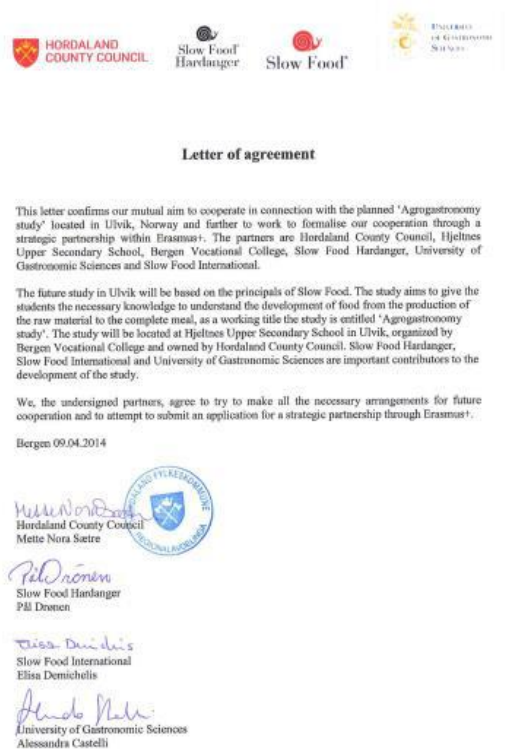 HORDALAND
COUNTY COUNCIL
Slow Food
Hardanger
Slow Food
UNIVERSITY
OF GASTRONOMIC
SCIENCES
Letter of agreement
This letter confirms our mutual aim to cooperate in connection with the planned 'Agrogastronomy
study' located in Ulvik, Norway and further to work to formalise our cooperation through a
strategic partnership within Erasmus+. The partners are Hordaland County Council, Hjeltnes
Upper Secondary School, Bergen Vocational College, Slow Food Hardanger, University of
Gastronomic Sciences and Slow Food International.
The future study in Ulvik will be based on the principals of Slow Food. The study aims to give the
students the necessary knowledge to understand the development of food from the production of
the raw material to the complete meal, as a working title the study is entitled 'Agrogastronomy
study'. The study will be located at Hjeltnes Upper Secondary School in Ulvik, organized by
Bergen Vocational College and owned by Hordaland County Council. Slow Food Hardanger,
Slow Food International and University of Gastronomic Sciences are important contributors to the
development of the study.
We, the undersigned partners, agree to try to make all the necessary arrangements for future
cooperation and to attempt to submit an application for a strategic partnership through Erasmus+.
Bergen 09.04.2014
HORDALAND FYLKESKOMMUNE
REGIONALAVDELINGA
Hordaland County Council
Mette Nora Sætre
Pål Drønen
Slow Food Hardanger
Pål Drønen
Slow Food International
Elisa Demichelis
University of Gastronomic Sciences
Alessandra Castelli